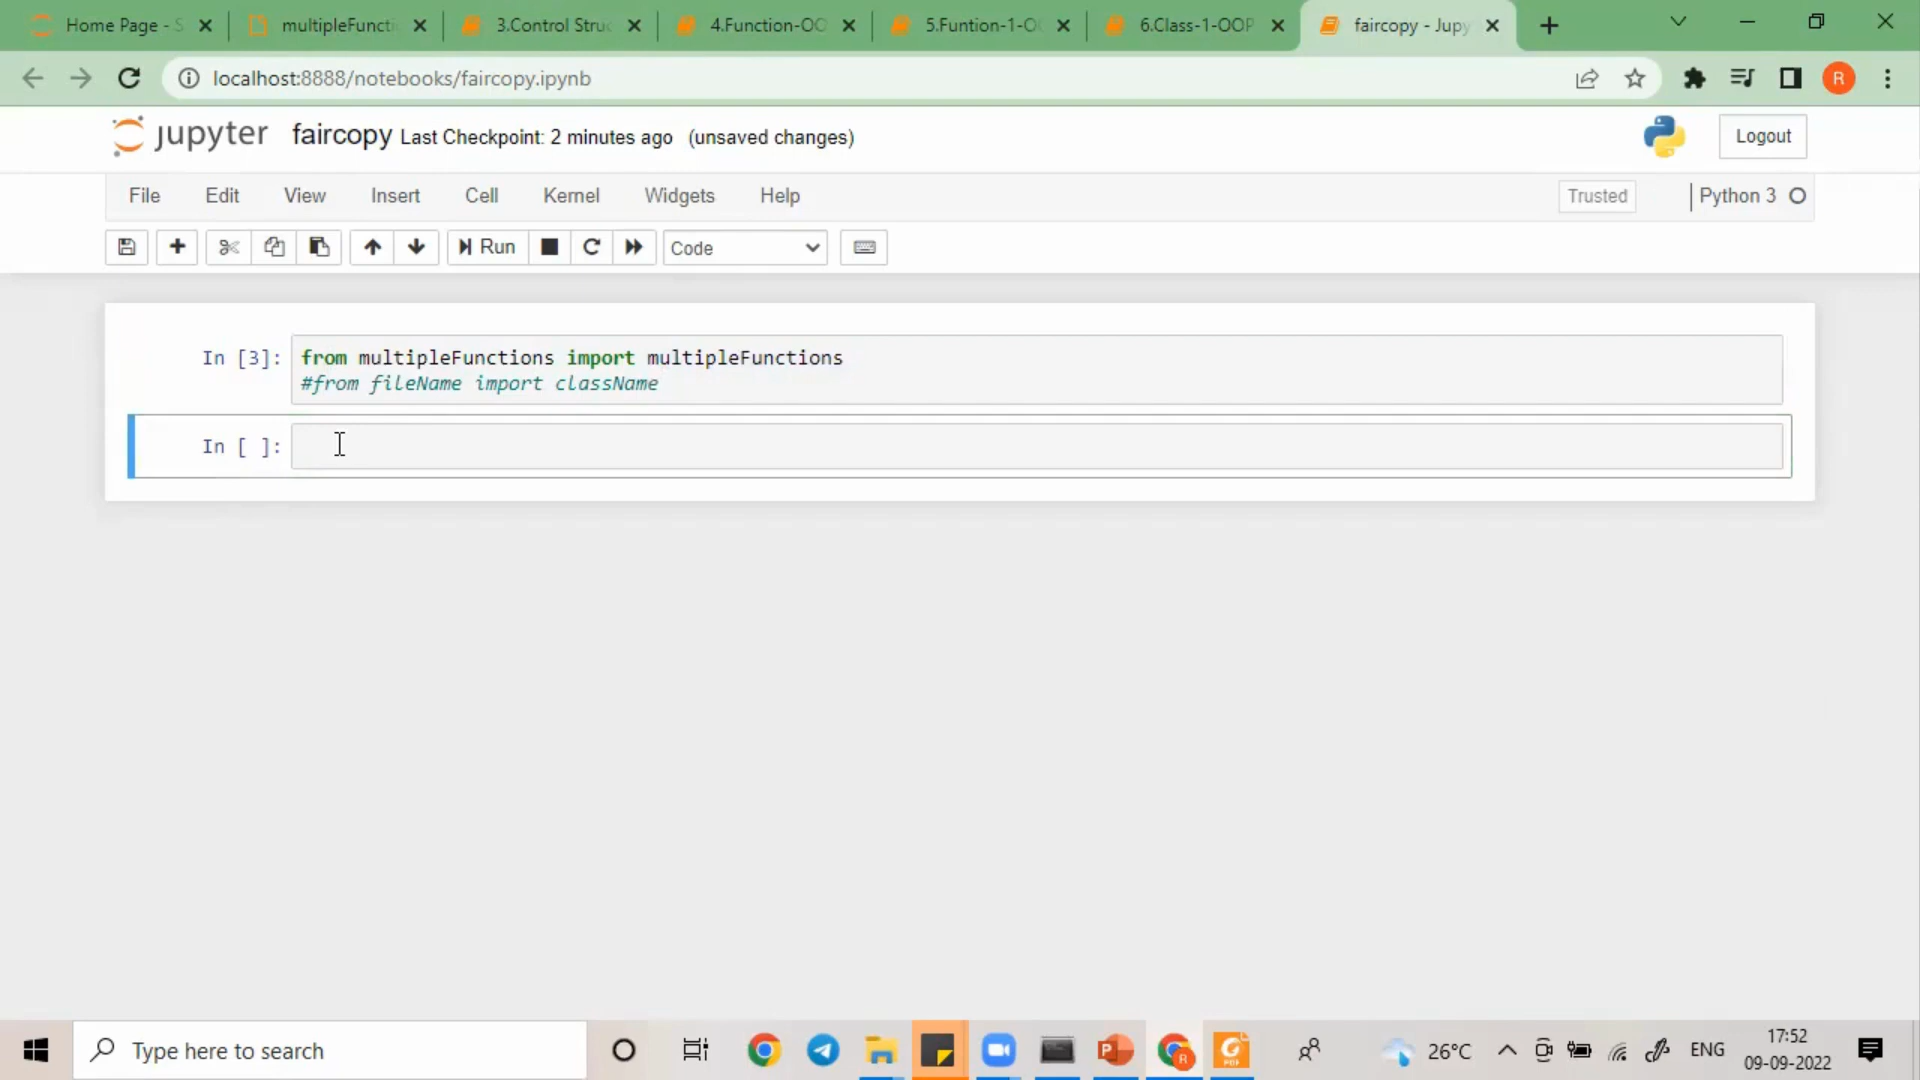 Home Page - S
multipleFuncti
3.Control Struc
4.Function-OO
5.Funtion-1-O
6.Class-1-OOP
faircopy - Jupy
localhost:8888/notebooks/faircopy.ipynb
R
jupyter faircopy Last Checkpoint: 2 minutes ago (unsaved changes)
Logout
File Edit View Insert Cell Kernel Widgets Help
Trusted
Python 3
Run
Code
In [3]: from multipleFunctions import multipleFunctions
#from fileName import className
In [ ]:
Type here to search
26°C
ENG
17:52
09-09-2022